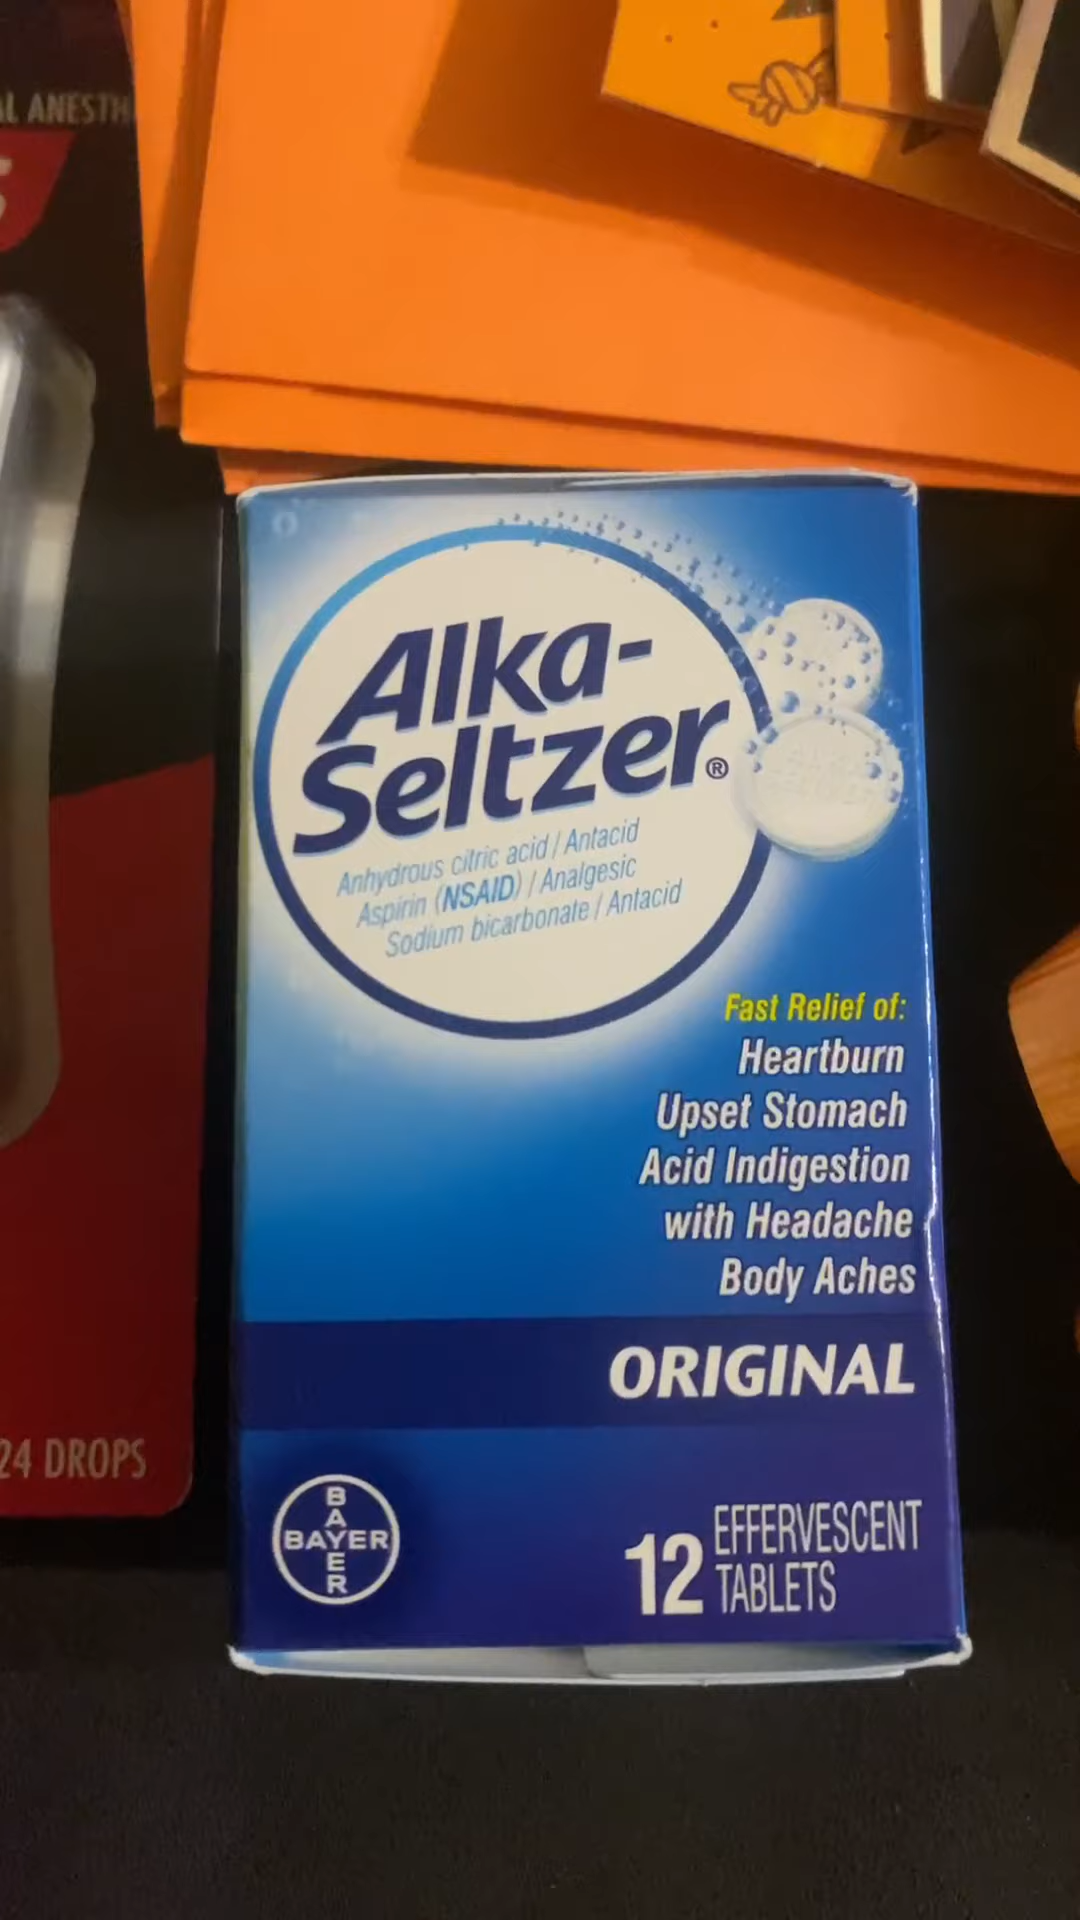 AL ANESTH
Alka-
Seltzer®
Anhydrous citric acid / Antacid
Aspirin (NSAID) / Analgesic
Sodium bicarbonate / Antacid
Fast Relief of:
Heartburn
Upset Stomach
Acid Indigestion
with Headache
Body Aches
ORIGINAL
24 DROPS
BAYER
BAYER
12 EFFERVESCENT
TABLETS